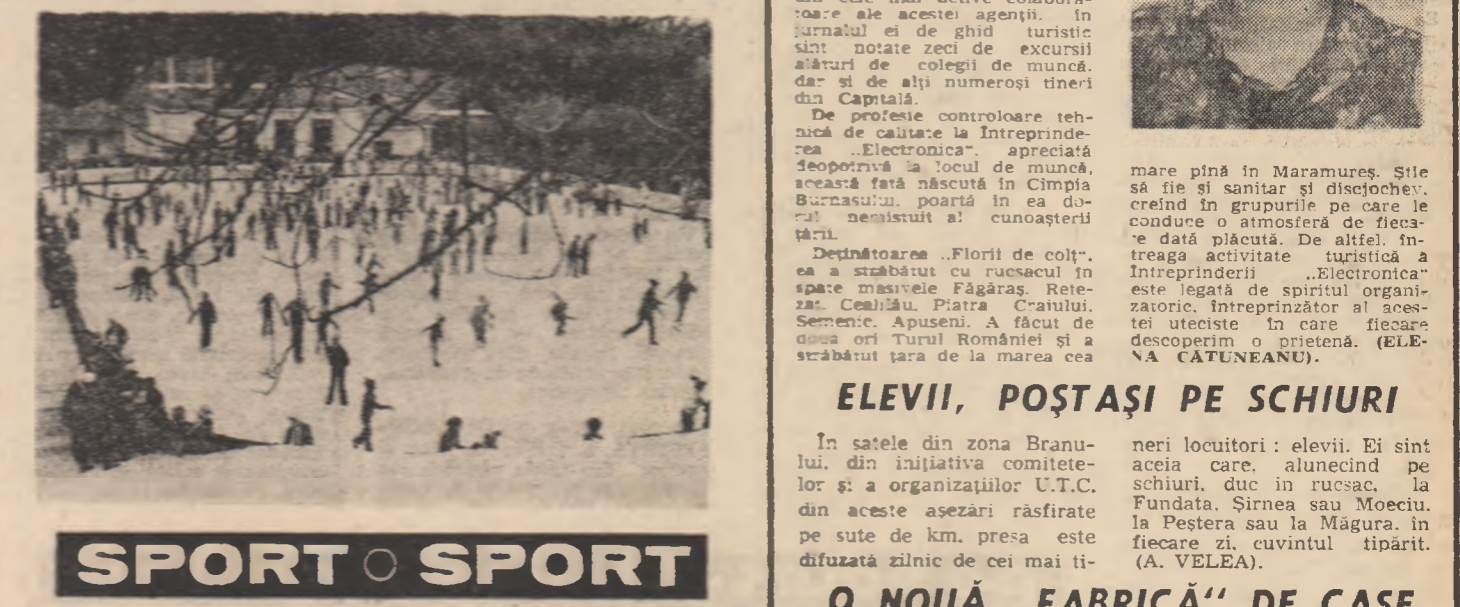 SPORT SPORT
din cele mai active colabora-
toare ale acestei agenții. În
jurnalul ei de ghid turistic
sînt notate zeci de excursii
alături de colegii de muncă,
dar și de alți numeroși tineri
din Capitală.
De profesie controloare teh-
nică de calitate la Întreprinde-
rea „Electronica", apreciată
deopotrivă la locul de muncă,
această fată născută în Cîmpia
Burnasului, poartă în ea do-
rul nemistuit al cunoașterii
țării.
Deținătoarea „Florii de colț",
ea a străbătut cu rucsacul în
spate masivele Făgăraș, Rete-
zat, Ceahlău, Piatra Craiului,
Semenic, Apuseni. A făcut de
doua ori Turul României și a
străbătut țara de la marea cea
mare pînă în Maramureș. Știe
să fie și sanitar și discjochev,
creînd în grupurile pe care le
conduce o atmosferă de fieca-
re dată plăcută. De altfel, în-
treaga activitate turistică a
Întreprinderii „Electronica"
este legată de spiritul organi-
zatoric, întreprinzător al aces-
tei uteciste în care fiecare
descoperim o prietenă. (ELE-
NA CĂTUNEANU).
ELEVII, POȘTAȘI PE SCHIURI
În satele din zona Branu-
lui, din inițiativa comitete-
lor și a organizațiilor U.T.C.
din aceste așezări răsfirate
pe sute de km, presa este
difuzată zilnic de cei mai ti-
neri locuitori : elevii. Ei sînt
aceia care, alunecînd pe
schiuri, duc în rucsac, la
Fundata, Șirnea sau Moeciu,
la Peștera sau la Măgura, în
fiecare zi, cuvîntul tipărit.
(A. VELEA).
O NOUĂ „FABRICĂ" DE CASE